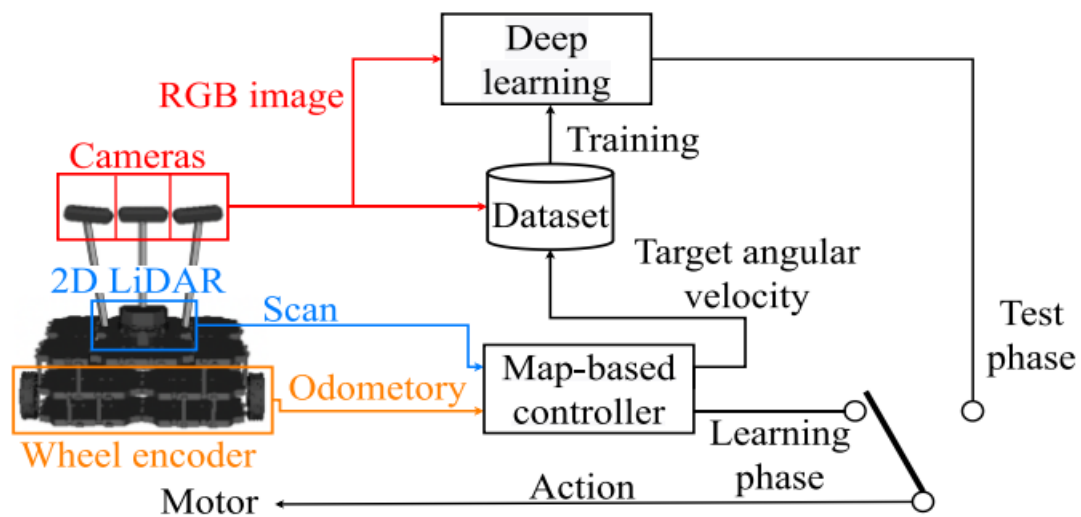 Deep
learning
RGB image
Training
Cameras
Dataset
Target angular
velocity
2D LiDAR
Scan
Test
phase
Map-based
controller
Odometory
Learning
phase
Wheel encoder
Motor
Action